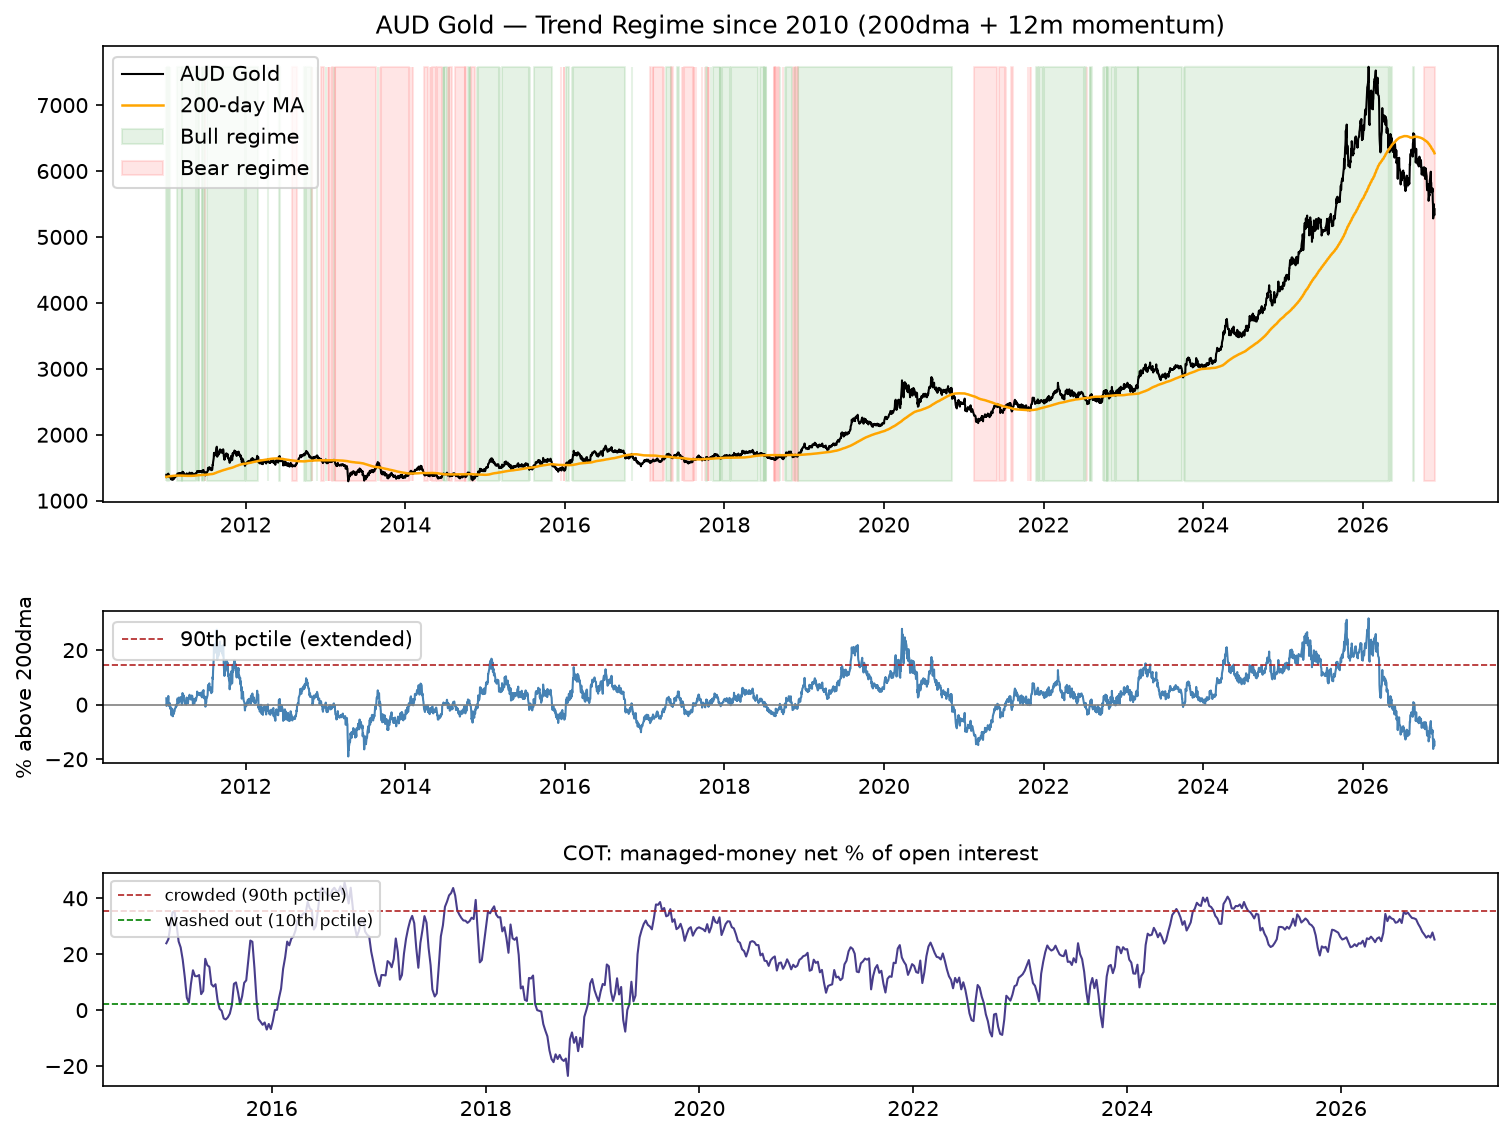 AUD Gold — Trend Regime since 2010 (200dma + 12m momentum)
AUD Gold
200-day MA
Bull regime
Bear regime
7000
6000
5000
4000
3000
2000
1000
2012 2014 2016 2018 2020 2022 2024 2026
% above 200dma
90th pctile (extended)
20
0
−20
2012 2014 2016 2018 2020 2022 2024 2026
COT: managed-money net % of open interest
crowded (90th pctile)
washed out (10th pctile)
40
20
0
−20
2016 2018 2020 2022 2024 2026